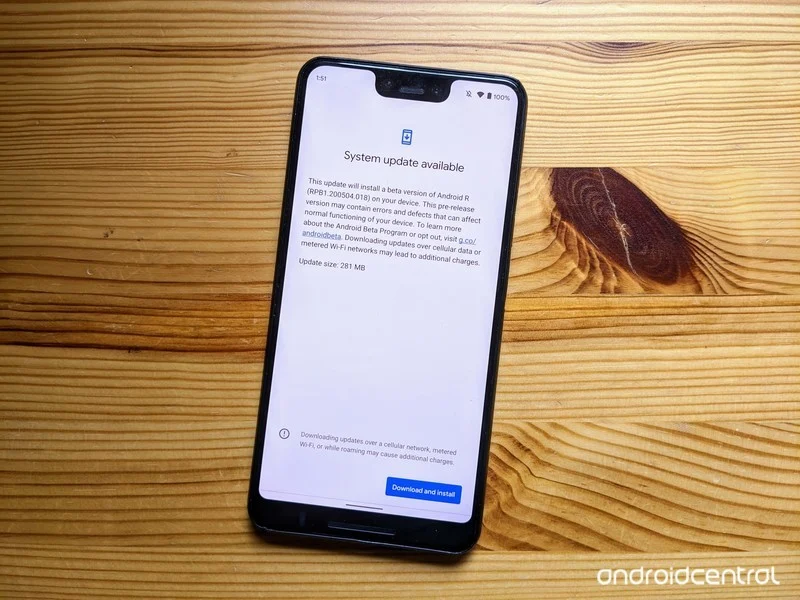 1:51
100%
System update available
This update will install a beta version of Android R
(RPB1.200504.018) on your device. This pre-release
version may contain errors and defects that can affect
normal functioning of your device. To learn more
about the Android Beta Program or opt out, visit g.co/
androidbeta. Downloading updates over cellular data or
metered Wi-Fi networks may lead to additional charges.
Update size: 281 MB
Downloading updates over a cellular network, metered
Wi-Fi, or while roaming may cause additional charges.
Download and install
androidcentral